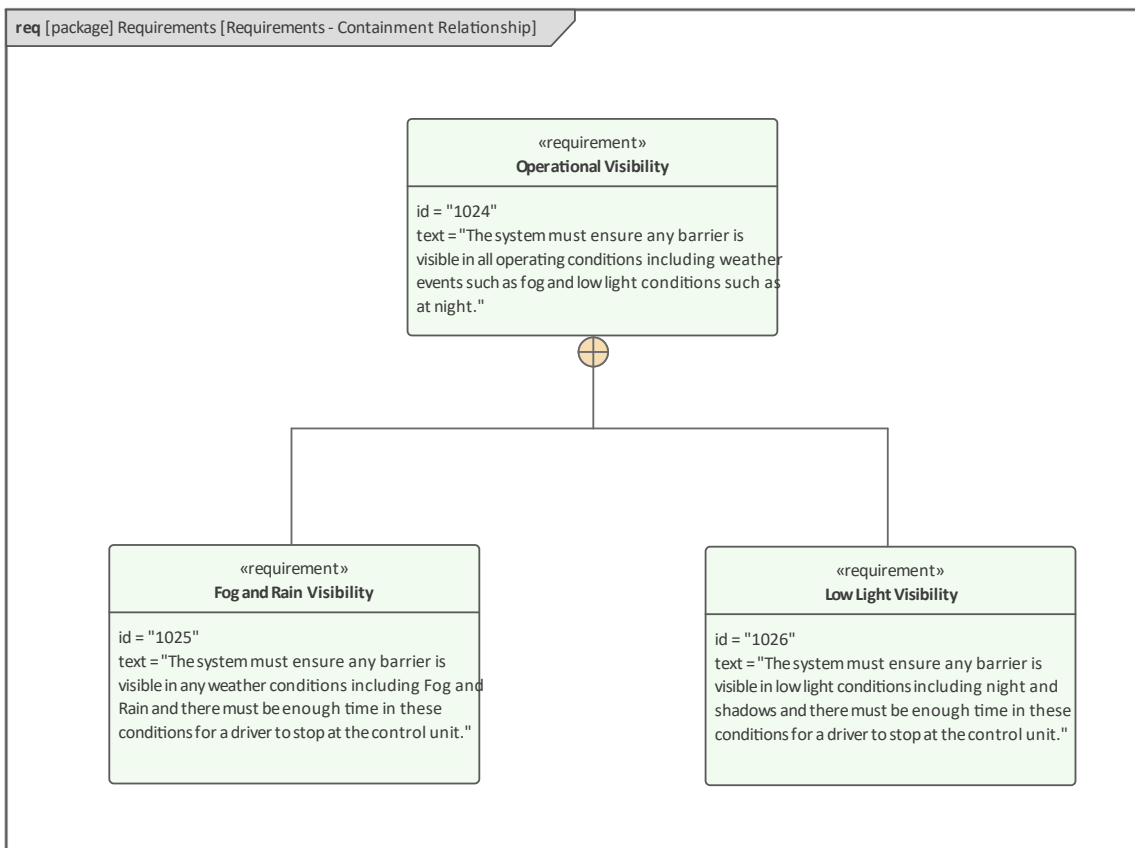 req [package] Requirements [Requirements - Containment Relationship]
«requirement»
Operational Visibility
id = "1024"
text = "The system must ensure any barrier is
visible in all operating conditions including weather
events such as fog and low light conditions such as
at night."
«requirement»
Fog and Rain Visibility
id = "1025"
text = "The system must ensure any barrier is
visible in any weather conditions including Fog and
Rain and there must be enough time in these
conditions for a driver to stop at the control unit."
«requirement»
Low Light Visibility
id = "1026"
text = "The system must ensure any barrier is
visible in low light conditions including night and
shadows and there must be enough time in these
conditions for a driver to stop at the control unit."